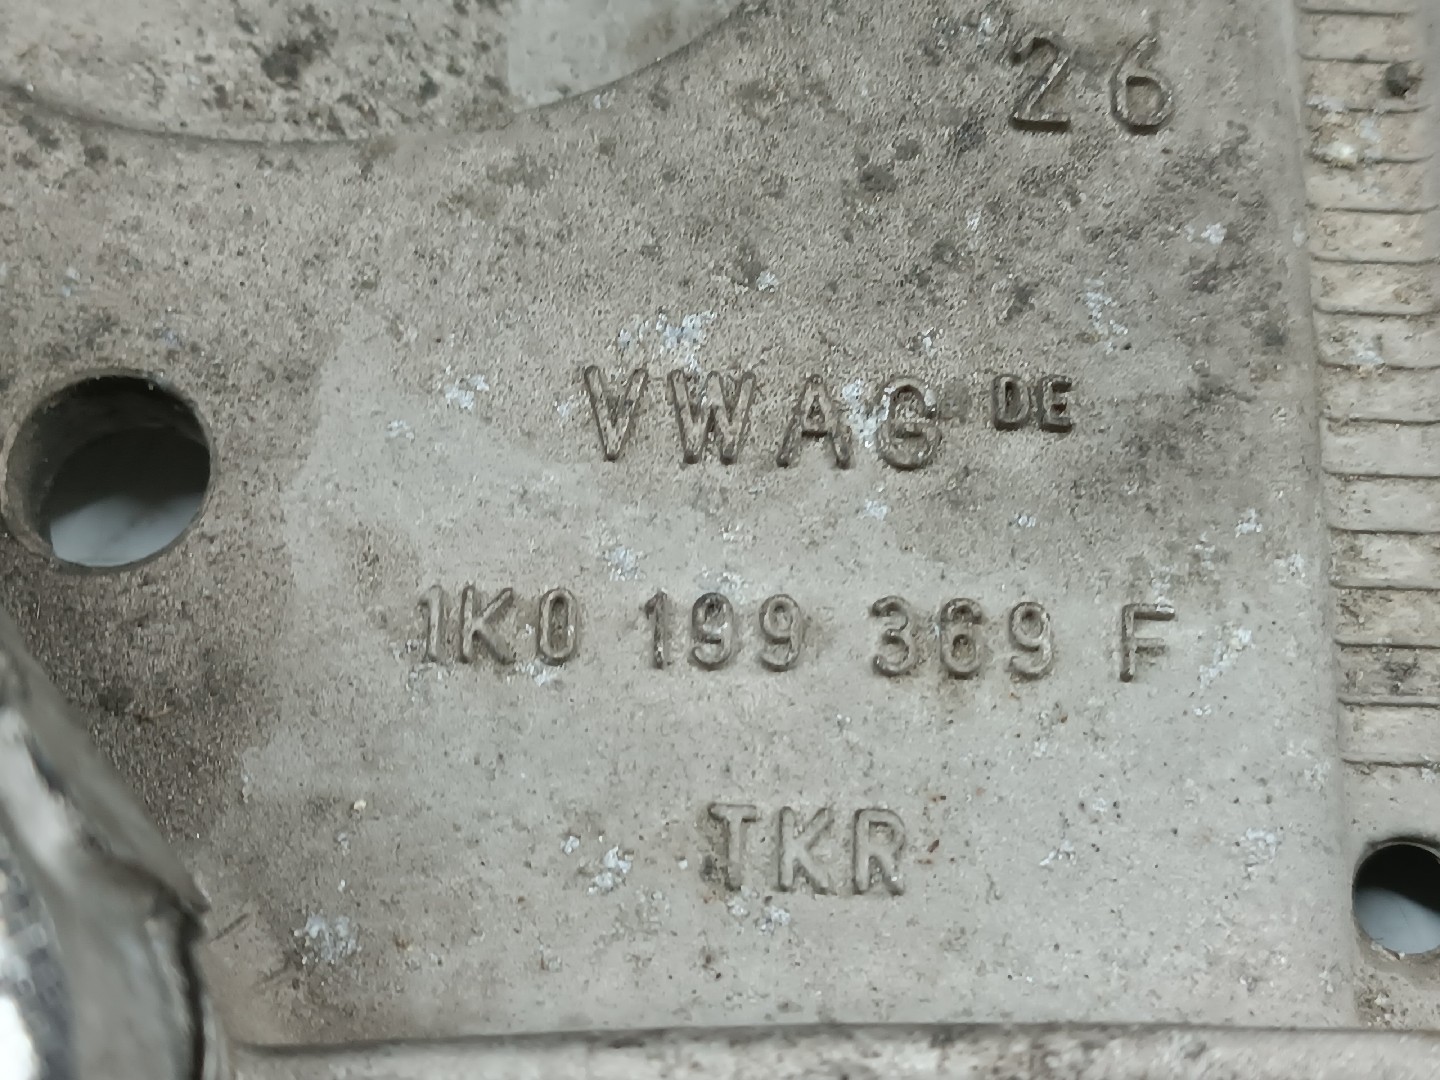 26
VWAG DE
1K0 199 369 F
TKR